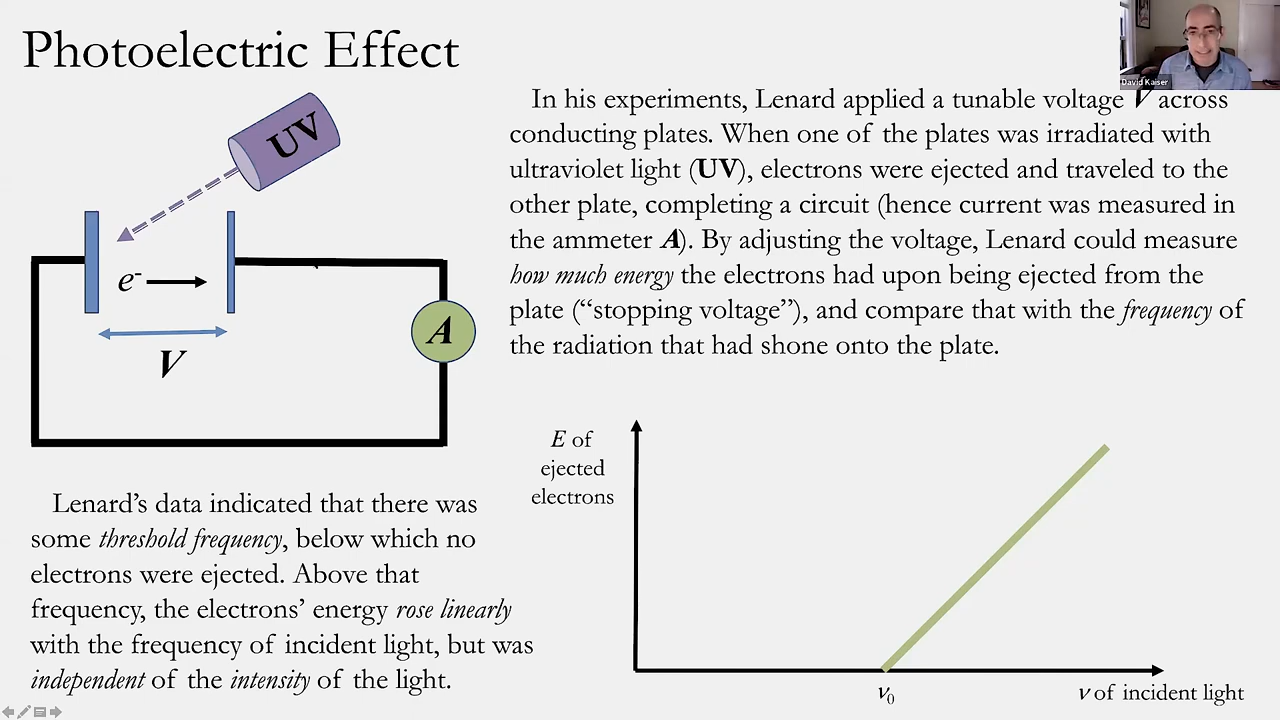 Photoelectric Effect
David Kaiser
UV
e-
V
A
In his experiments, Lenard applied a tunable voltage V across
conducting plates. When one of the plates was irradiated with
ultraviolet light (UV), electrons were ejected and traveled to the
other plate, completing a circuit (hence current was measured in
the ammeter A). By adjusting the voltage, Lenard could measure
how much energy the electrons had upon being ejected from the
plate (“stopping voltage”), and compare that with the frequency of
the radiation that had shone onto the plate.
Lenard’s data indicated that there was
some threshold frequency, below which no
electrons were ejected. Above that
frequency, the electrons’ energy rose linearly
with the frequency of incident light, but was
independent of the intensity of the light.
E of
ejected
electrons
ν0
ν of incident light